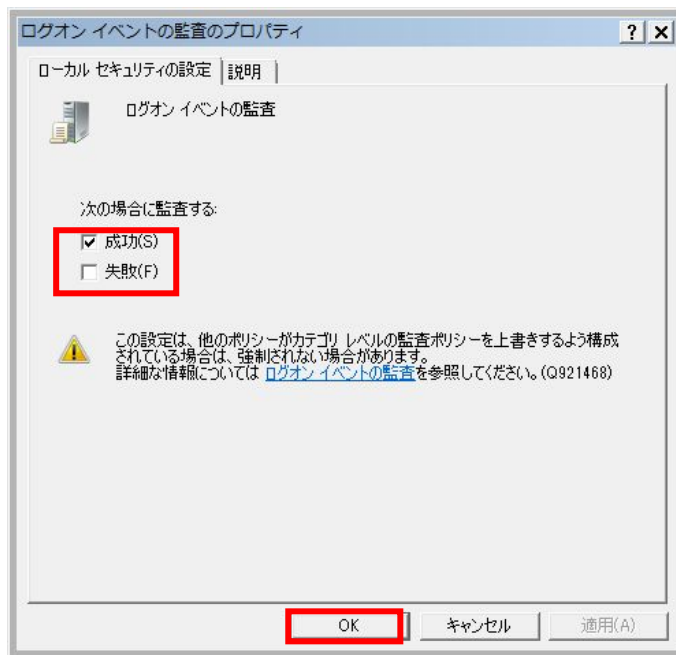 ログオン イベントの監査のプロパティ
? ×
ローカル セキュリティの設定 説明
ログオン イベントの監査
次の場合に監査する:
成功(S)
失敗(F)
この設定は、他のポリシーがカテゴリ レベルの監査ポリシーを上書きするよう構成
されている場合は、強制されない場合があります。
詳細な情報については ログオン イベントの監査を参照してください。(Q921468)
OK キャンセル 適用(A)